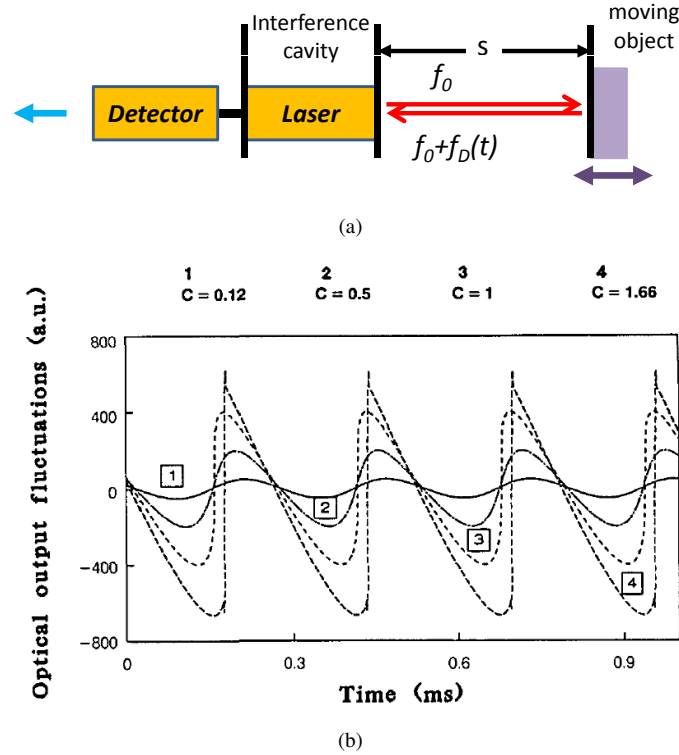 Interference
cavity
moving
object
S
Detector
Laser
f0
f0+fD(t)
(a)
1 2 3 4
C = 0.12 C = 0.5 C = 1 C = 1.66
Optical output fluctuations (a.u.)
800
400
0
-400
-800
1
2
3
4
0 0.3 0.6 0.9
Time (ms)
(b)